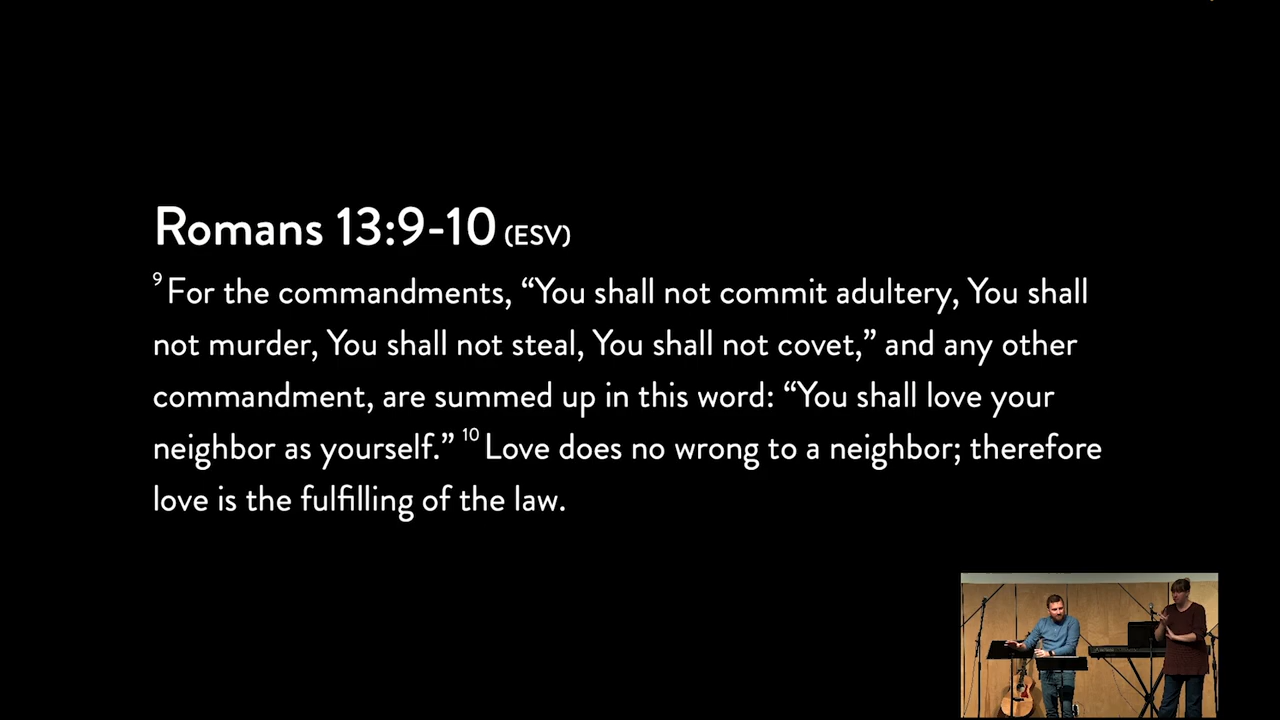 Romans 13:9-10 (ESV)
⁹ For the commandments, “You shall not commit adultery, You shall
not murder, You shall not steal, You shall not covet,” and any other
commandment, are summed up in this word: “You shall love your
neighbor as yourself.” ¹⁰ Love does no wrong to a neighbor; therefore
love is the fulfilling of the law.